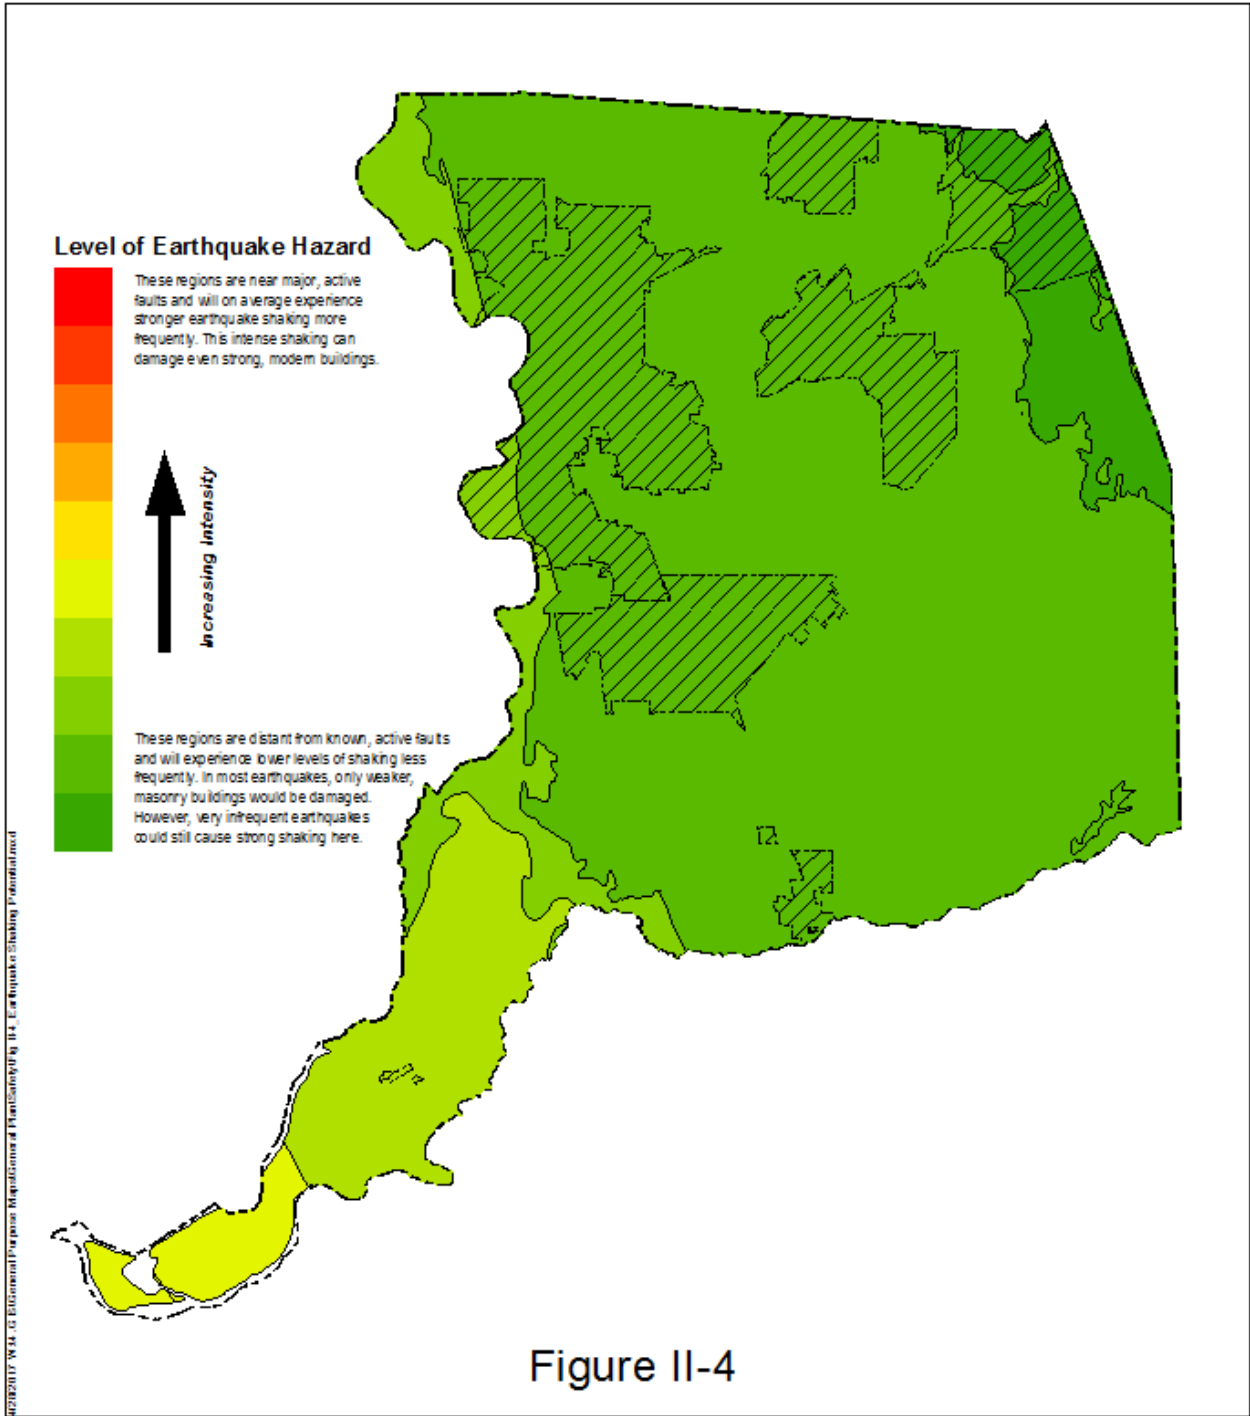 Level of Earthquake Hazard
These regions are near major, active
faults and will on average experience
stronger earthquake shaking more
frequently. This intense shaking can
damage even strong, modern buildings.
Increasing Intensity
These regions are distant from known, active faults
and will experience lower levels of shaking less
frequently. In most earthquakes, only weaker,
masonry buildings would be damaged.
However, very infrequent earthquakes
could still cause strong shaking here.
Figure II-4